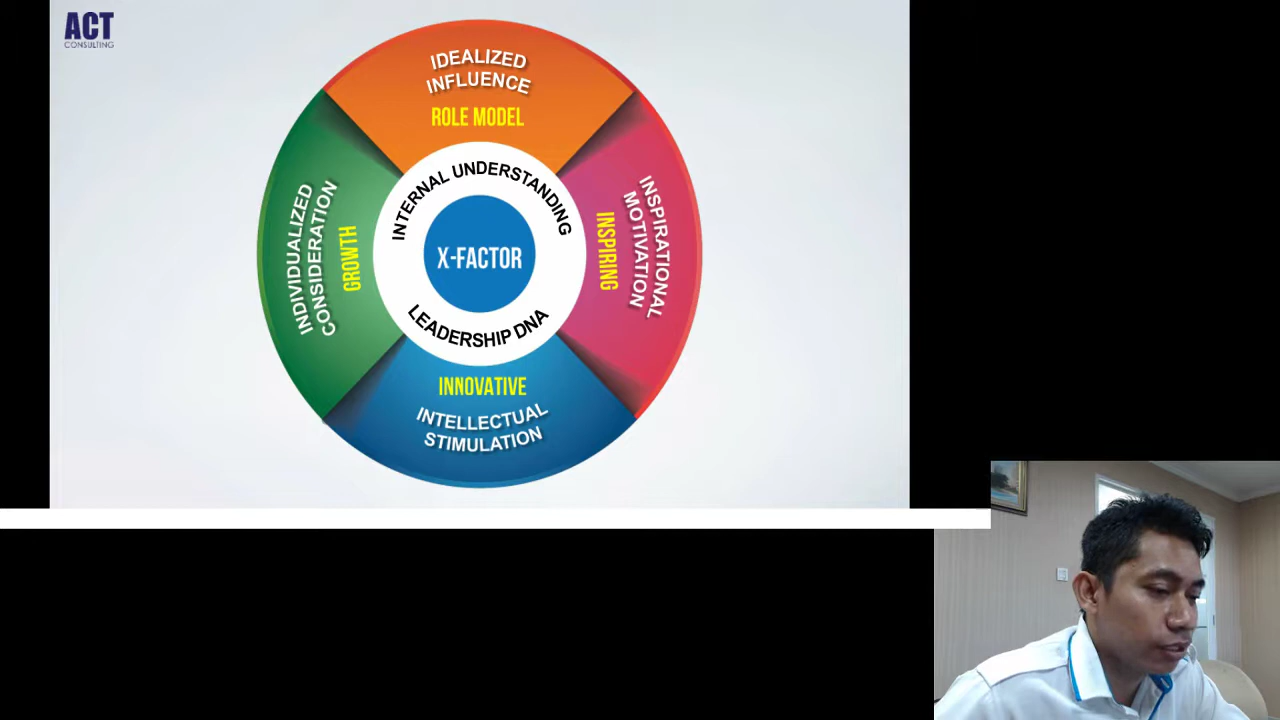 ACT
CONSULTING
IDEALIZED
INFLUENCE
ROLE MODEL
INSPIRATIONAL
MOTIVATION
INSPIRING
INTERNAL UNDERSTANDING
X-FACTOR
LEADERSHIP DNA
INDIVIDUALIZED
CONSIDERATION
GROWTH
INNOVATIVE
INTELLECTUAL
STIMULATION